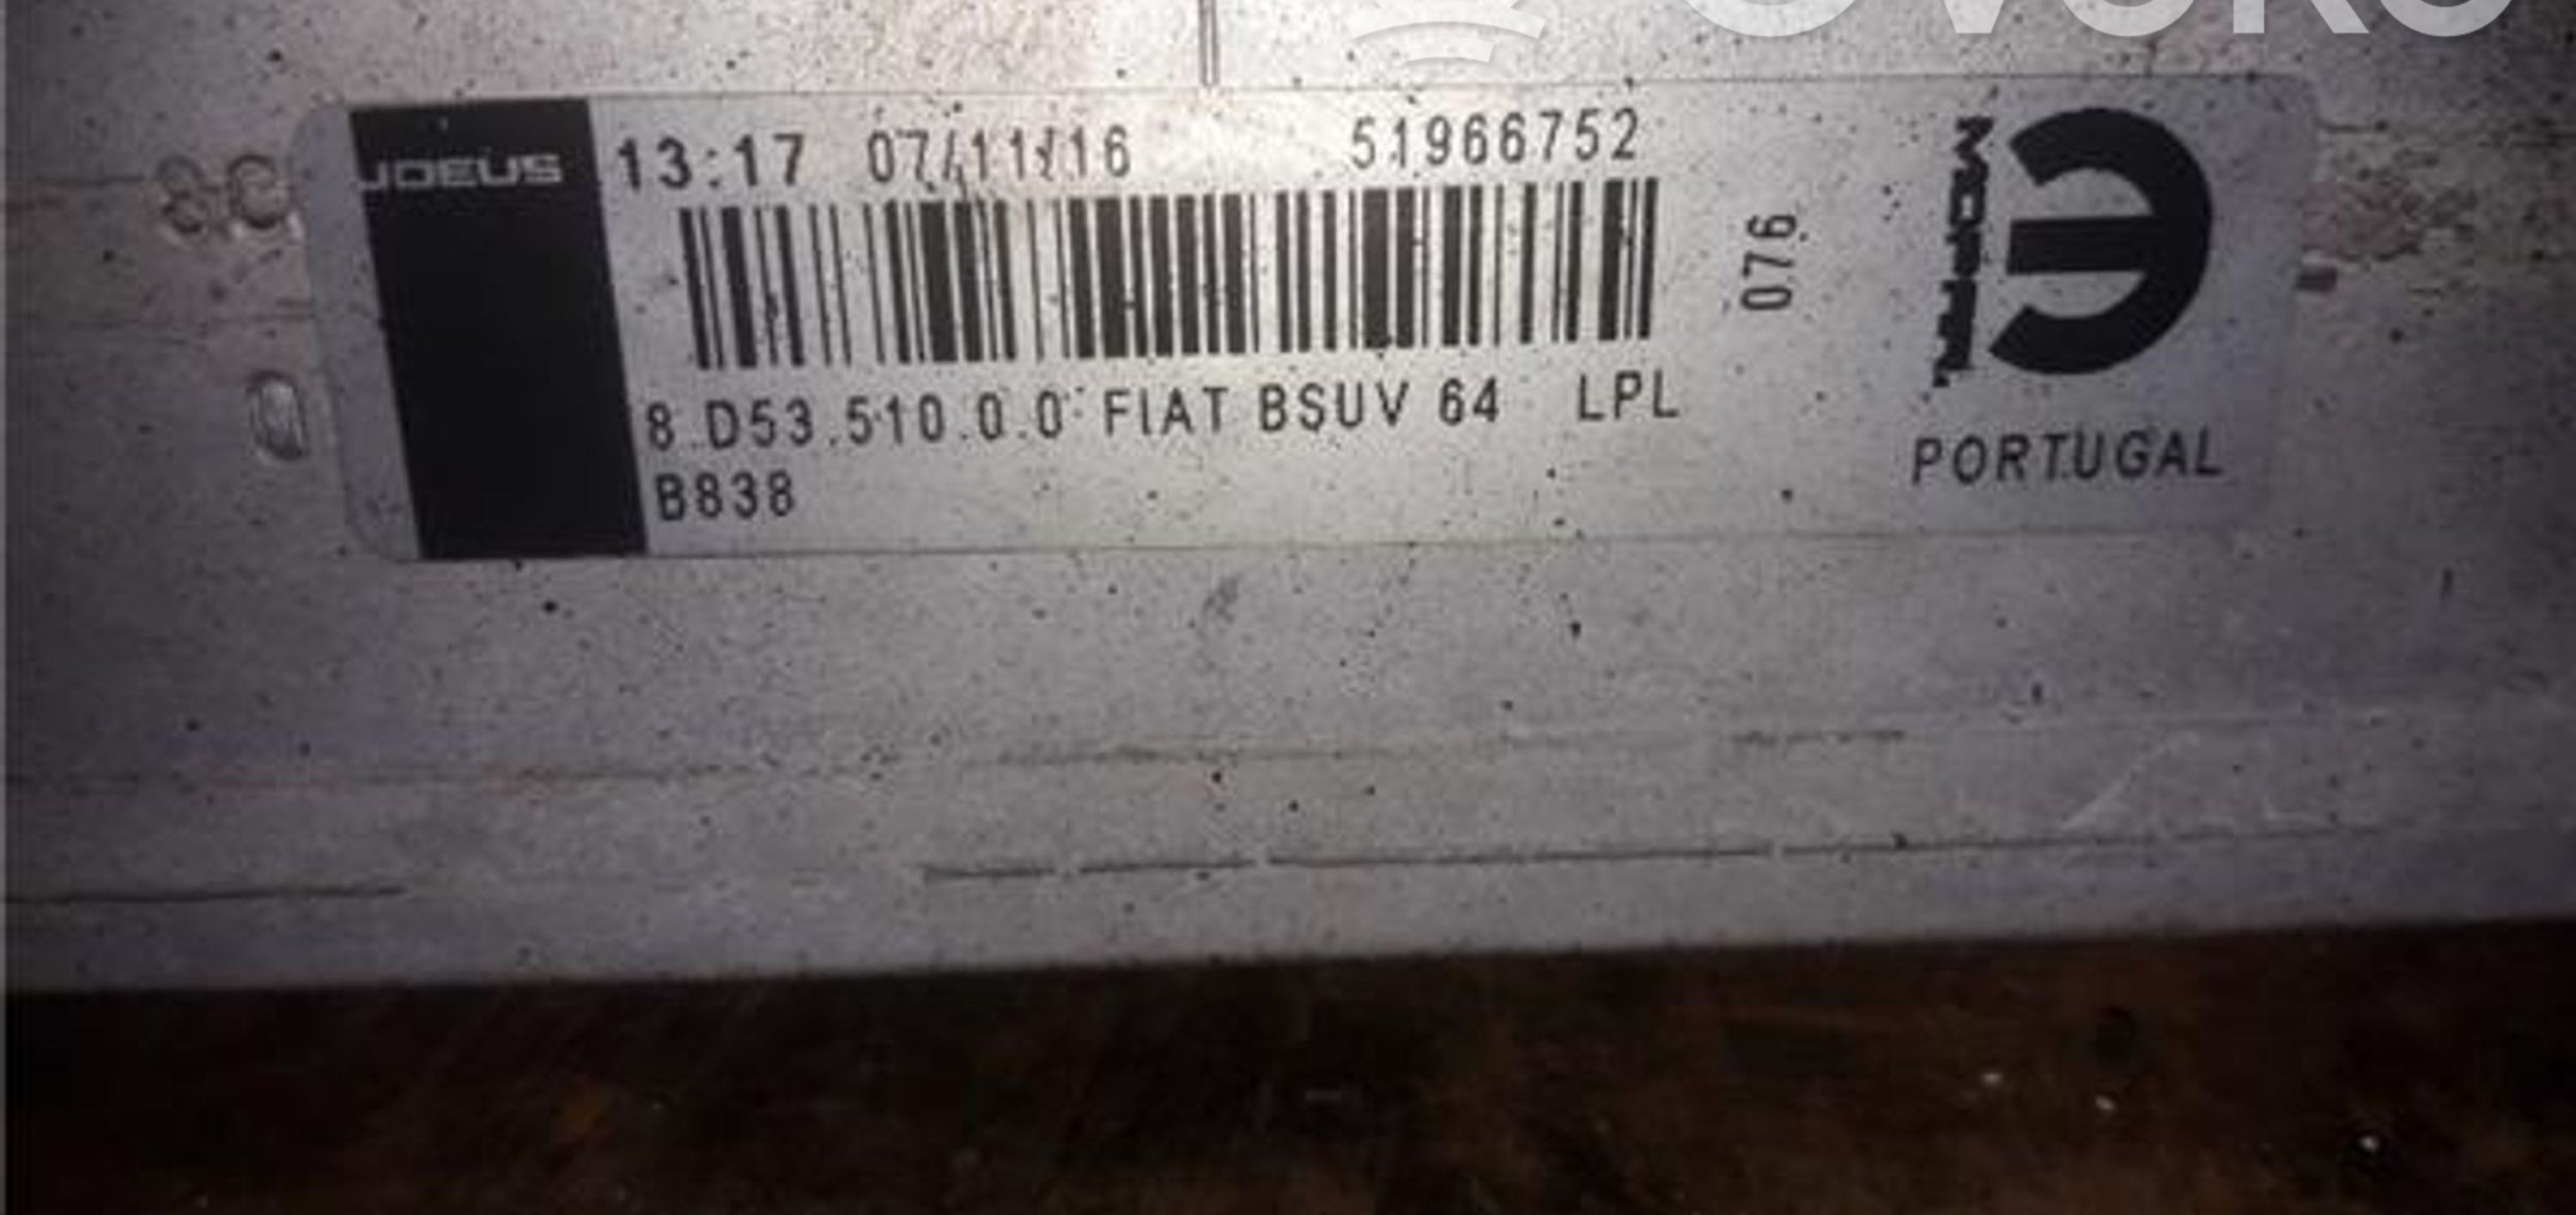 JDEUS
13:17 07/11/16 51966752
076
8.D53.510.0.0 FIAT BSUV 64 LPL
B838
MOPAR
PORTUGAL